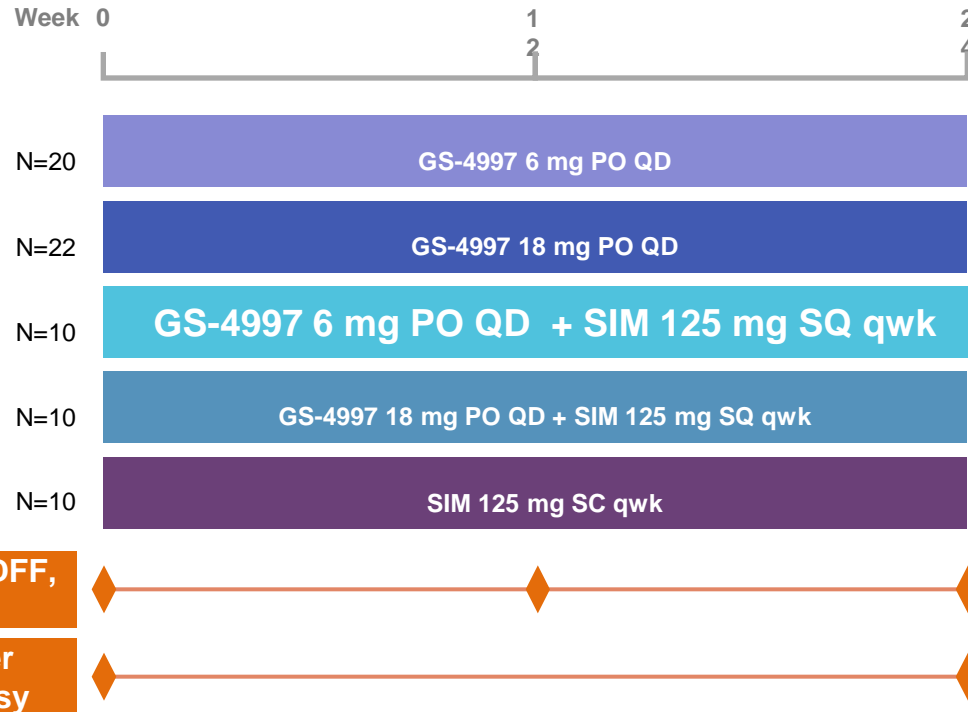 Week 0
1
2
2
4
N=20
GS-4997 6 mg PO QD
N=22
GS-4997 18 mg PO QD
N=10
GS-4997 6 mg PO QD + SIM 125 mg SQ qwk
N=10
GS-4997 18 mg PO QD + SIM 125 mg SQ qwk
N=10
SIM 125 mg SC qwk